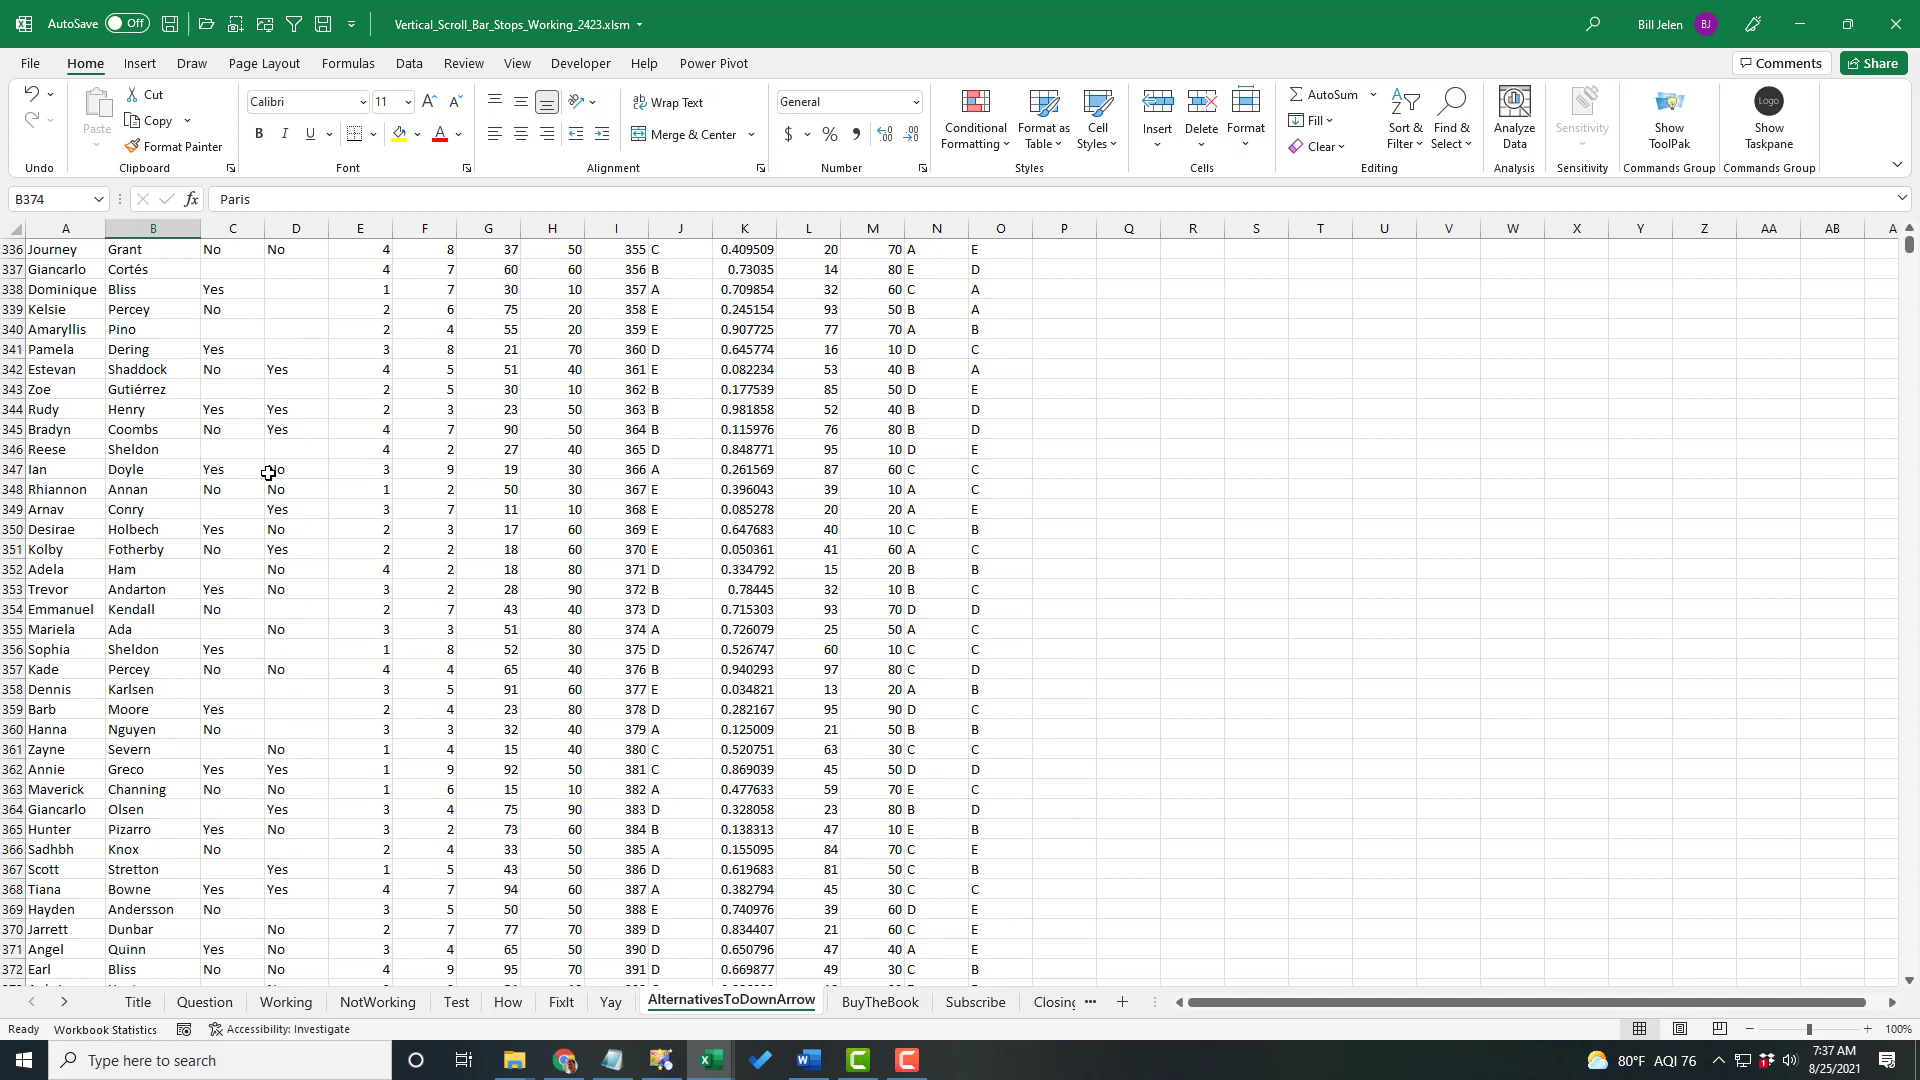 AutoSave Off Vertical_Scroll_Bar_Stops_Working_2423.xlsm Bill Jelen BJ
File Home Insert Draw Page Layout Formulas Data Review View Developer Help Power Pivot Comments Share
Cut Calibri 11 Wrap Text General AutoSum
Paste Copy B I U Merge & Center $ % Conditional Formatting Format as Table Cell Styles Insert Delete Format Fill Sort & Filter Find & Select Analyze Data Sensitivity Show ToolPak Logo Show Taskpane
Format Painter Clear
Undo Clipboard Font Alignment Number Styles Cells Editing Analysis Sensitivity Commands Group Commands Group
B374 fx Paris
A B C D E F G H I J K L M N O P Q R S T U V W X Y Z AA AB A
336 Journey Grant No No 4 8 37 50 355 C 0.409509 20 70 A E
337 Giancarlo Cortés 4 7 60 60 356 B 0.73035 14 80 E D
338 Dominique Bliss Yes 1 7 30 10 357 A 0.709854 32 60 C A
339 Kelsie Percey No 2 6 75 20 358 E 0.245154 93 50 B A
340 Amaryllis Pino 2 4 55 20 359 E 0.907725 77 70 A B
341 Pamela Dering Yes 3 8 21 70 360 D 0.645774 16 10 D C
342 Estevan Shaddock No Yes 4 5 51 40 361 E 0.082234 53 40 B A
343 Zoe Gutiérrez 2 5 30 10 362 B 0.177539 85 50 D E
344 Rudy Henry Yes Yes 2 3 23 50 363 B 0.981858 52 40 B D
345 Bradyn Coombs No Yes 4 7 90 50 364 B 0.115976 76 80 B D
346 Reese Sheldon 4 2 27 40 365 D 0.848771 95 10 D E
347 Ian Doyle Yes No 3 9 19 30 366 A 0.261569 87 60 C C
348 Rhiannon Annan No No 1 2 50 30 367 E 0.396043 39 10 A C
349 Arnav Conry Yes 3 7 11 10 368 E 0.085278 20 20 A E
350 Desirae Holbech Yes No 2 3 17 60 369 E 0.647683 40 10 C B
351 Kolby Fotherby No Yes 2 2 18 60 370 E 0.050361 41 60 A C
352 Adela Ham No 4 2 18 80 371 D 0.334792 15 20 B B
353 Trevor Andarton Yes No 3 2 28 90 372 B 0.78445 32 10 B C
354 Emmanuel Kendall No 2 7 43 40 373 D 0.715303 93 70 D D
355 Mariela Ada No 3 3 51 80 374 A 0.726079 25 50 A C
356 Sophia Sheldon Yes 1 8 52 30 375 D 0.526747 60 10 C C
357 Kade Percey No No 4 4 65 40 376 B 0.940293 97 80 C D
358 Dennis Karlsen 3 5 91 60 377 E 0.034821 13 20 A B
359 Barb Moore Yes 2 4 23 80 378 D 0.282167 95 90 D C
360 Hanna Nguyen No 3 3 32 40 379 A 0.125009 21 50 B B
361 Zayne Severn No 1 4 15 40 380 C 0.520751 63 30 C C
362 Annie Greco Yes Yes 1 9 92 50 381 C 0.869039 45 50 D D
363 Maverick Channing No No 1 6 15 10 382 A 0.477633 59 70 E C
364 Giancarlo Olsen Yes 3 4 75 90 383 D 0.328058 23 80 B D
365 Hunter Pizarro Yes No 3 2 73 60 384 B 0.138313 47 10 E B
366 Sadhbh Knox No 2 4 33 50 385 A 0.155095 84 70 C E
367 Scott Stretton Yes 1 5 43 50 386 D 0.619683 81 50 C B
368 Tiana Bowne Yes Yes 4 7 94 60 387 A 0.382794 45 30 C C
369 Hayden Andersson No 3 5 50 50 388 E 0.740976 39 60 D E
370 Jarrett Dunbar No 2 7 77 70 389 D 0.834407 21 60 C E
371 Angel Quinn Yes No 3 4 65 50 390 D 0.650796 47 40 A E
372 Earl Bliss No No 4 9 95 70 391 D 0.669877 49 30 C B
Title Question Working NotWorking Test How FixIt Yay AlternativesToDownArrow BuyTheBook Subscribe Closing
Ready Workbook Statistics Accessibility: Investigate 100%
Type here to search 80°F AQI 76 7:37 AM
8/25/2021